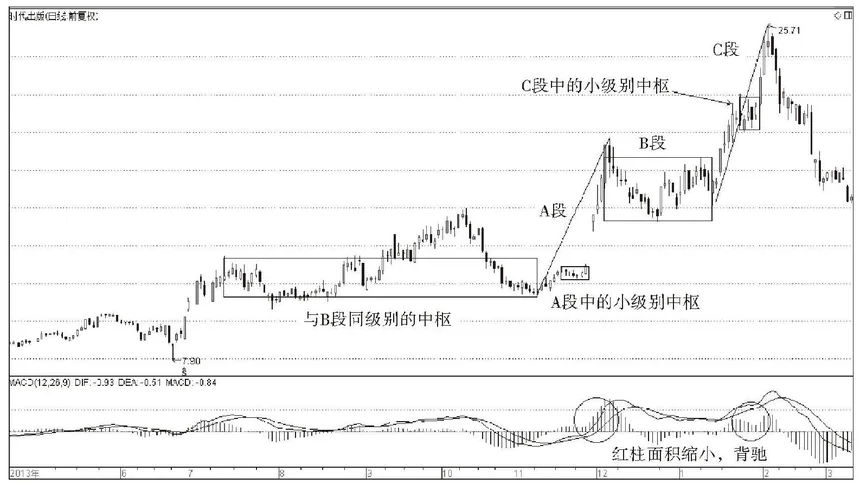 时代出版(日线.前复权)
25.71
C段
C段中的小级别中枢
B段
A段
A段中的小级别中枢
与B段同级别的中枢
7.90
MACD(12,26,9) DIF:-0.93 DEA:-0.51 MACD:-0.84
红柱面积缩小，背驰
2013年 6 7 8 9 10 11 12 1 2 3